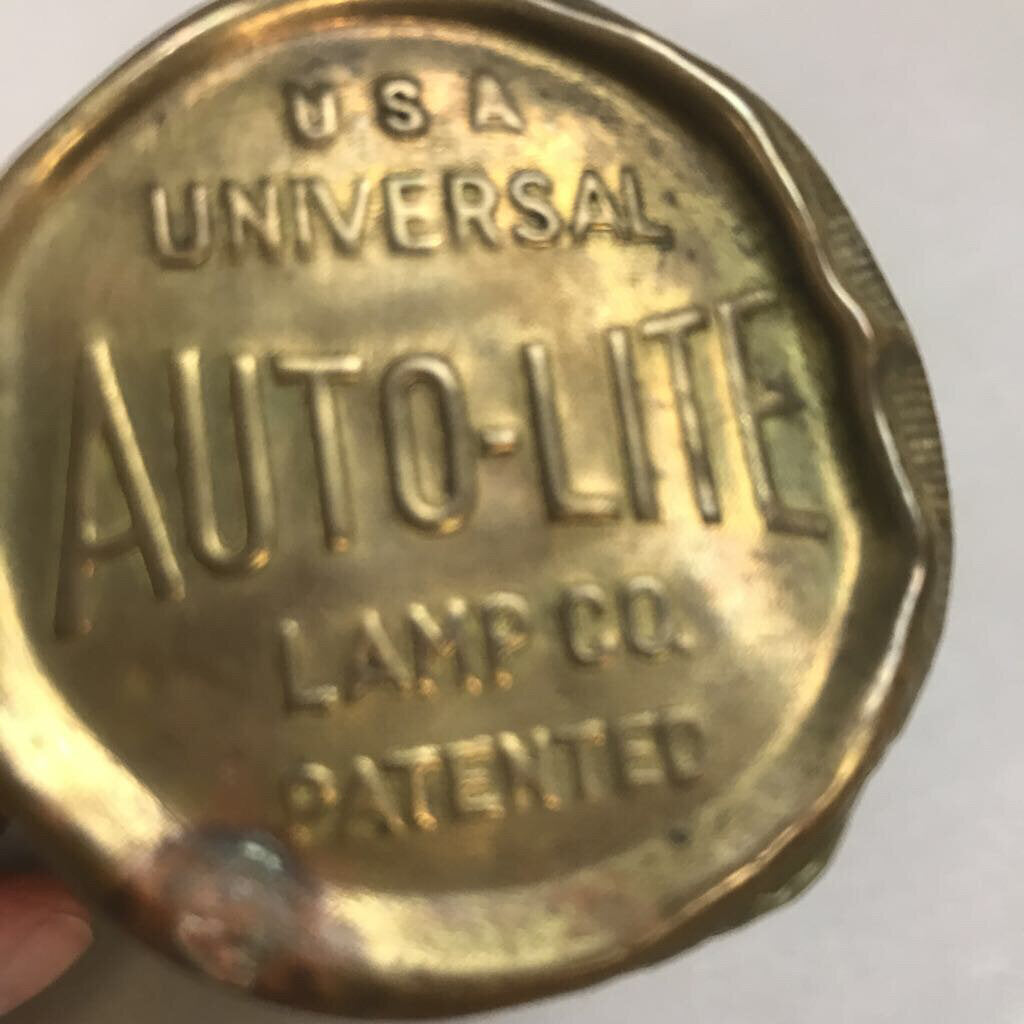 USA
UNIVERSAL
AUTO-LITE
LAMP CO.
PATENTED